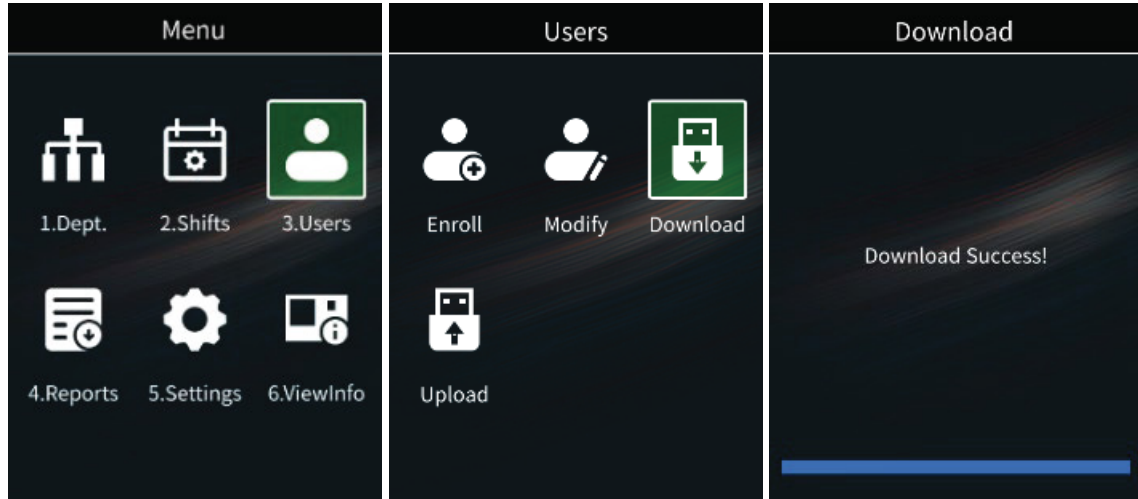 Menu
1.Dept.
2.Shifts
3.Users
4.Reports
5.Settings
6.ViewInfo
Users
Enroll
Modify
Download
Upload
Download
Download Success!